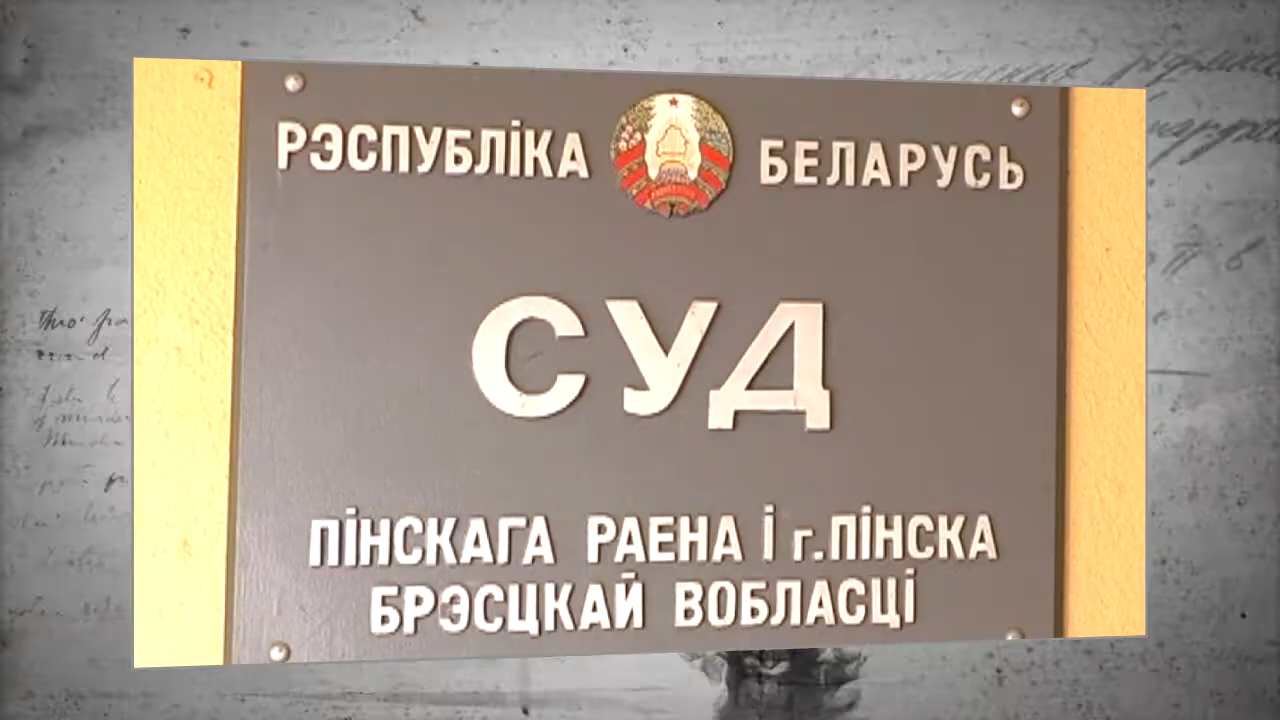 РЭСПУБЛІКА БЕЛАРУСЬ
СУД
ПІНСКАГА РАЕНА І г.ПІНСКА
БРЭСЦКАЙ ВОБЛАСЦІ